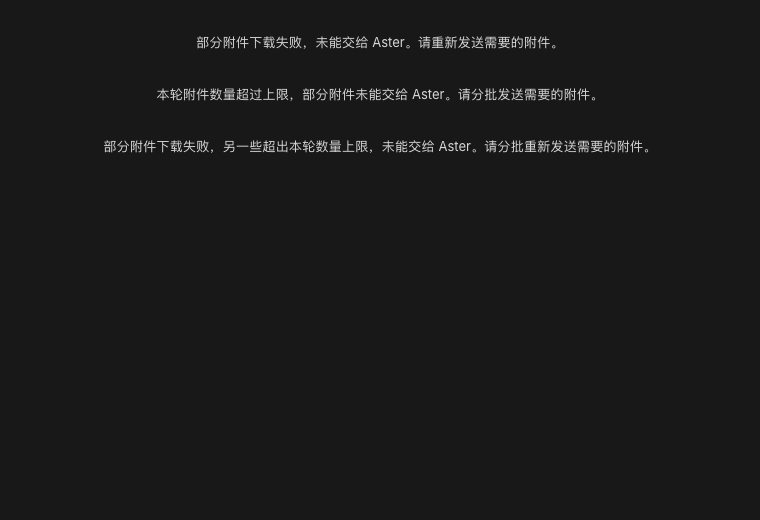 部分附件下载失败，未能交给 Aster。请重新发送需要的附件。
本轮附件数量超过上限，部分附件未能交给 Aster。请分批发送需要的附件。
部分附件下载失败，另一些超出本轮数量上限，未能交给 Aster。请分批重新发送需要的附件。